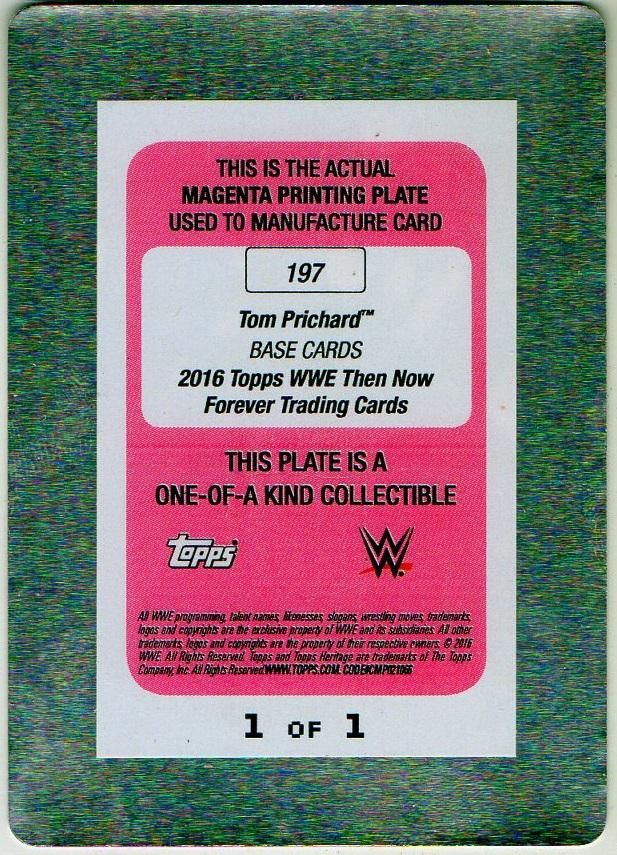 THIS IS THE ACTUAL
MAGENTA PRINTING PLATE
USED TO MANUFACTURE CARD
197
Tom Prichard™
BASE CARDS
2016 Topps WWE Then Now
Forever Trading Cards
THIS PLATE IS A
ONE-OF-A KIND COLLECTIBLE
Topps W
All WWE programming, talent names, likenesses, slogans, wrestling moves, trademarks,
logos and copyrights are the exclusive property of WWE and its subsidiaries. All other
trademarks, logos and copyrights are the property of their respective owners. © 2016
WWE. All Rights Reserved. Topps and Topps Heritage are trademarks of The Topps
Company, Inc. All Rights Reserved.WWW.TOPPS.COM. CODE#CMP021066
1 OF 1